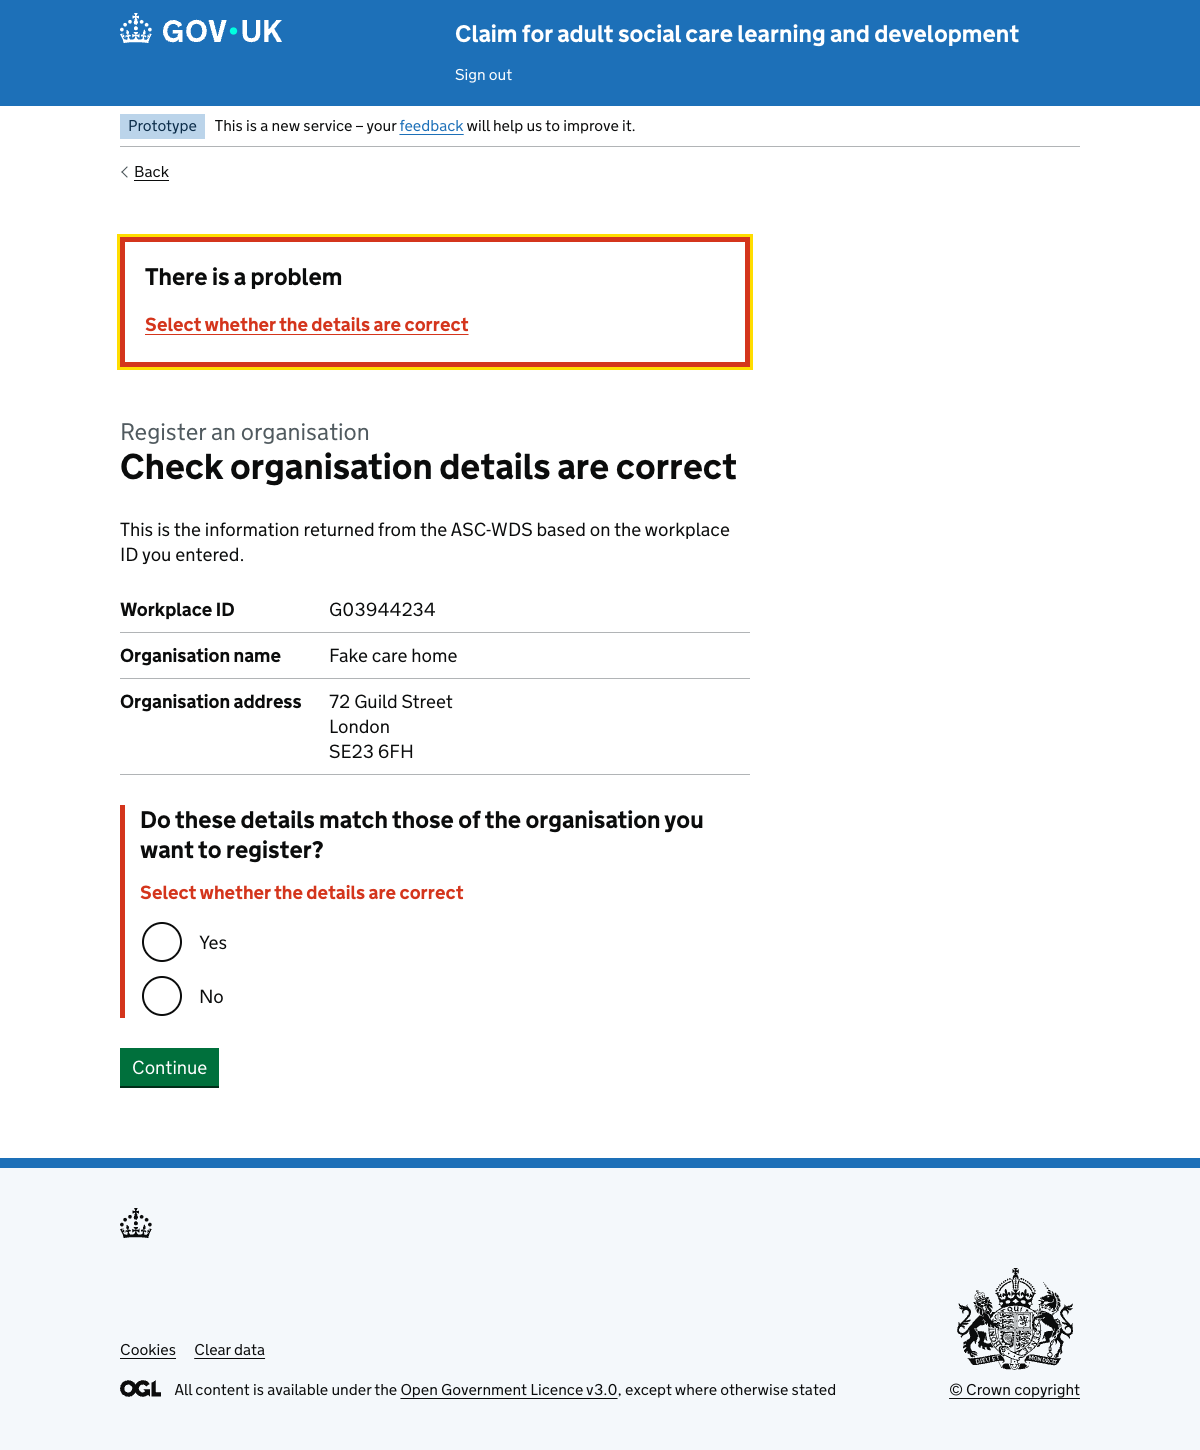 GOV·UK
Claim for adult social care learning and development
Sign out
Prototype This is a new service – your feedback will help us to improve it.
Back
There is a problem
Select whether the details are correct
Register an organisation
Check organisation details are correct
This is the information returned from the ASC-WDS based on the workplace
ID you entered.
Workplace ID G03944234
Organisation name Fake care home
Organisation address 72 Guild Street
London
SE23 6FH
Do these details match those of the organisation you
want to register?
Select whether the details are correct
Yes
No
Continue
Cookies Clear data
OGL All content is available under the Open Government Licence v3.0, except where otherwise stated
© Crown copyright